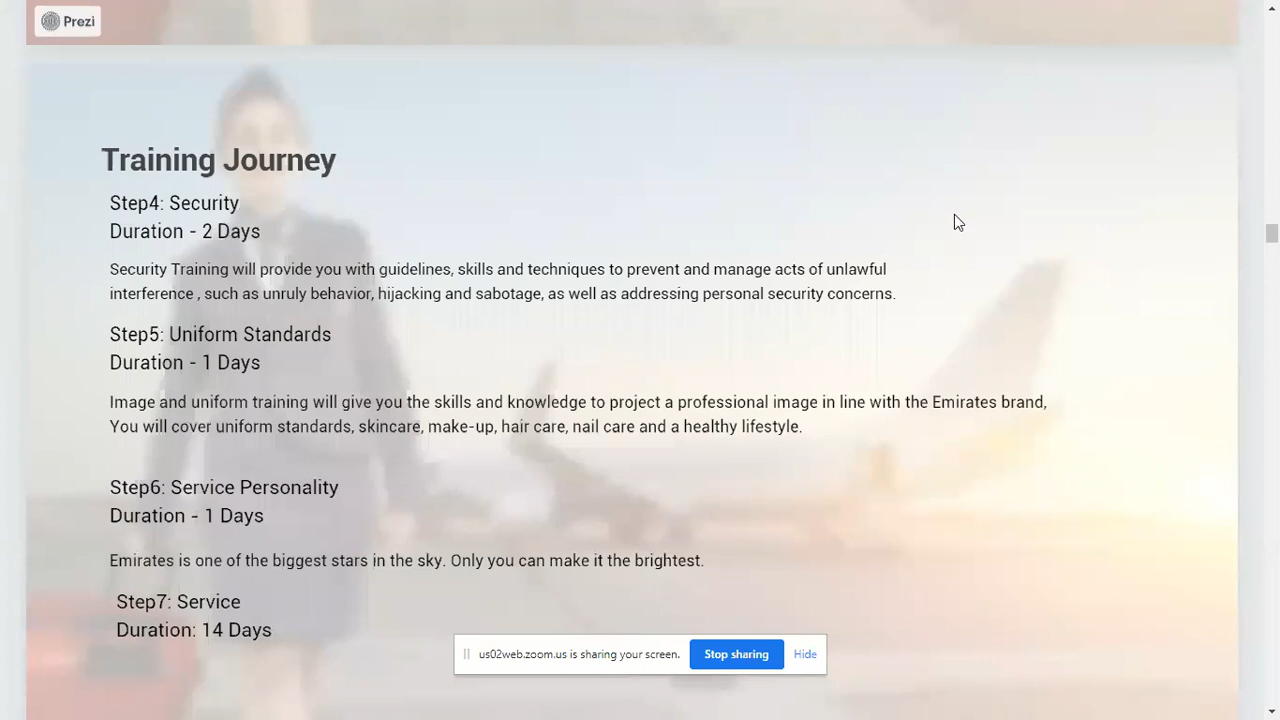 Prezi
Training Journey
Step4: Security
Duration - 2 Days
Security Training will provide you with guidelines, skills and techniques to prevent and manage acts of unlawful
interference , such as unruly behavior, hijacking and sabotage, as well as addressing personal security concerns.
Step5: Uniform Standards
Duration - 1 Days
Image and uniform training will give you the skills and knowledge to project a professional image in line with the Emirates brand,
You will cover uniform standards, skincare, make-up, hair care, nail care and a healthy lifestyle.
Step6: Service Personality
Duration - 1 Days
Emirates is one of the biggest stars in the sky. Only you can make it the brightest.
Step7: Service
Duration: 14 Days
us02web.zoom.us is sharing your screen. Stop sharing Hide